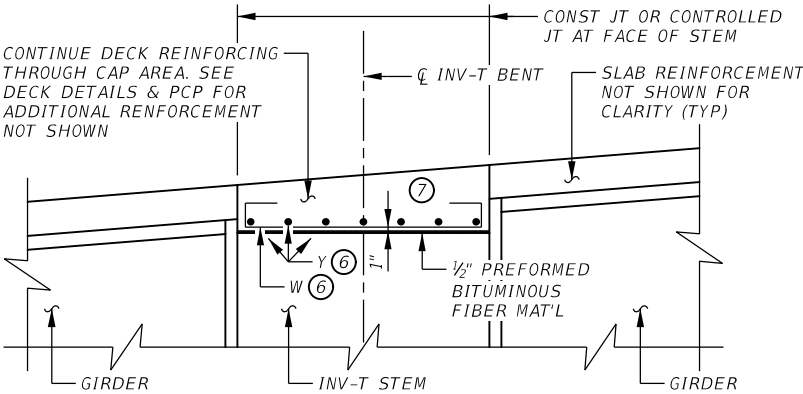 CONST JT OR CONTROLLED
JT AT FACE OF STEM
CONTINUE DECK REINFORCING
THROUGH CAP AREA. SEE
DECK DETAILS & PCP FOR
ADDITIONAL RENFORCEMENT
NOT SHOWN
℄ INV-T BENT
SLAB REINFORCEMENT
NOT SHOWN FOR
CLARITY (TYP)
7
Y 6
1"
W 6
½" PREFORMED
BITUMINOUS
FIBER MAT'L
GIRDER
INV-T STEM
GIRDER